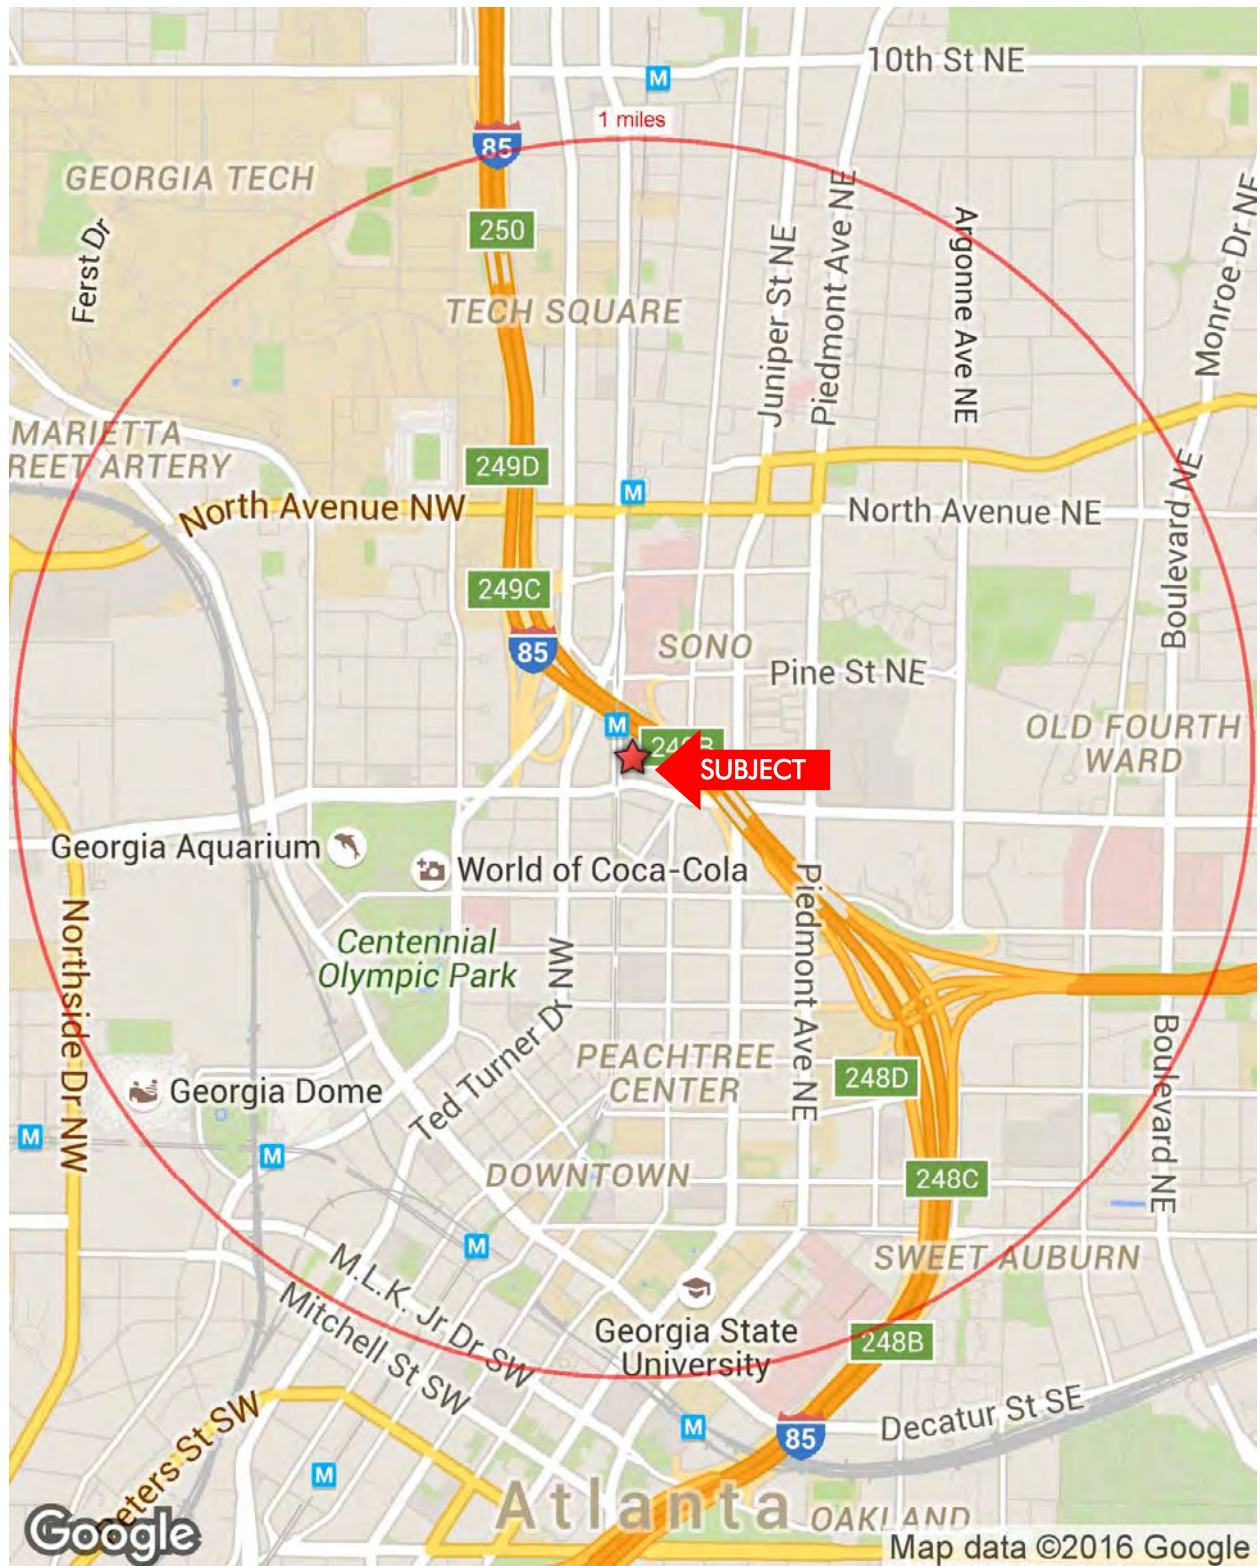 10th St NE
M
1 miles
85
GEORGIA TECH
250
Ferst Dr
TECH SQUARE
Juniper St NE
Piedmont Ave NE
Argonne Ave NE
Monroe Dr NE
MARIETTA
REET ARTERY
249D
M
North Avenue NW
North Avenue NE
Boulevard NE
249C
85
SONO
Pine St NE
M
OLD FOURTH
WARD
SUBJECT
Georgia Aquarium
World of Coca-Cola
Centennial
Olympic Park
Northside Dr NW
Piedmont Ave NE
Ted Turner Dr NW
PEACHTREE
CENTER
248D
Georgia Dome
M
M
Boulevard NE
DOWNTOWN
248C
M
SWEET AUBURN
M.L.K. Jr Dr SW
Mitchell St SW
Georgia State
University
248B
Decatur St SE
M
85
Peters St SW
M
Atlanta
OAKLAND
Google
Map data ©2016 Google